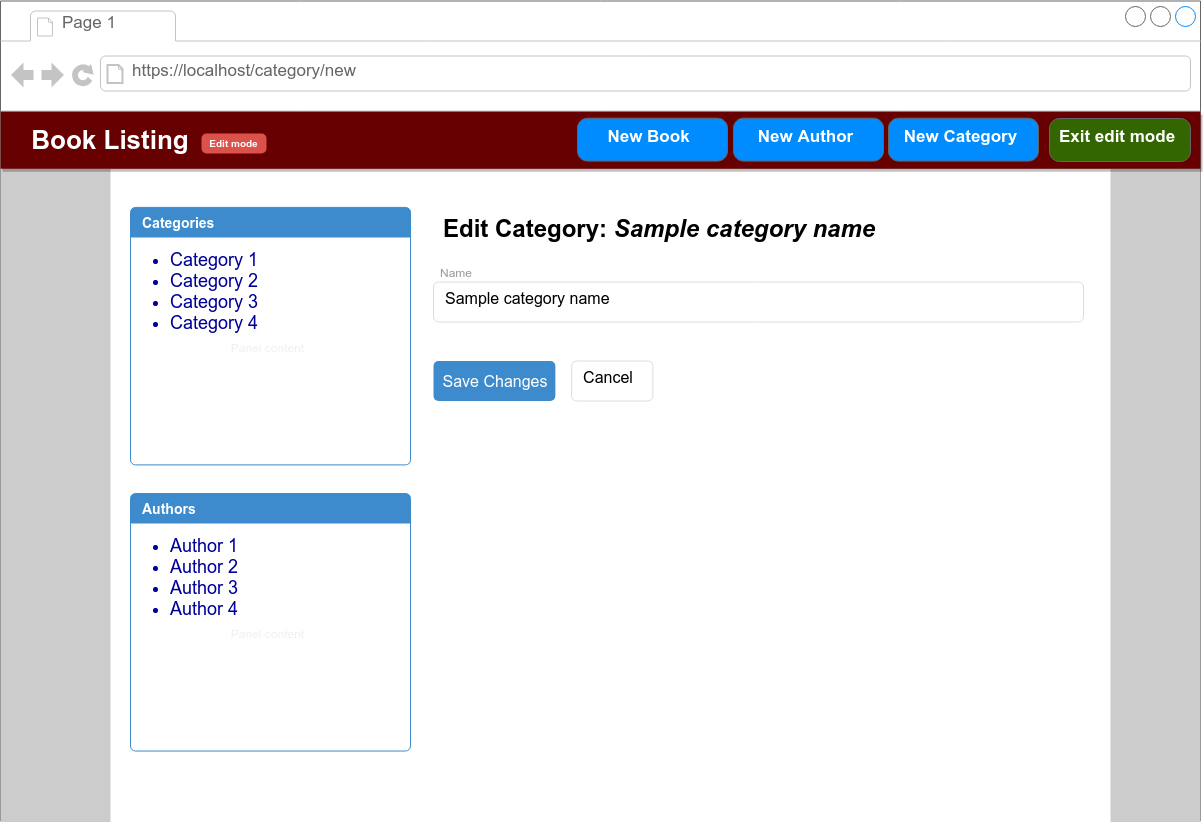 Page 1
https://localhost/category/new
Book Listing Edit mode New Book New Author New Category Exit edit mode
Categories
Category 1
Category 2
Category 3
Category 4
Panel content
Edit Category: Sample category name
Name
Sample category name
Save Changes Cancel
Authors
Author 1
Author 2
Author 3
Author 4
Panel content